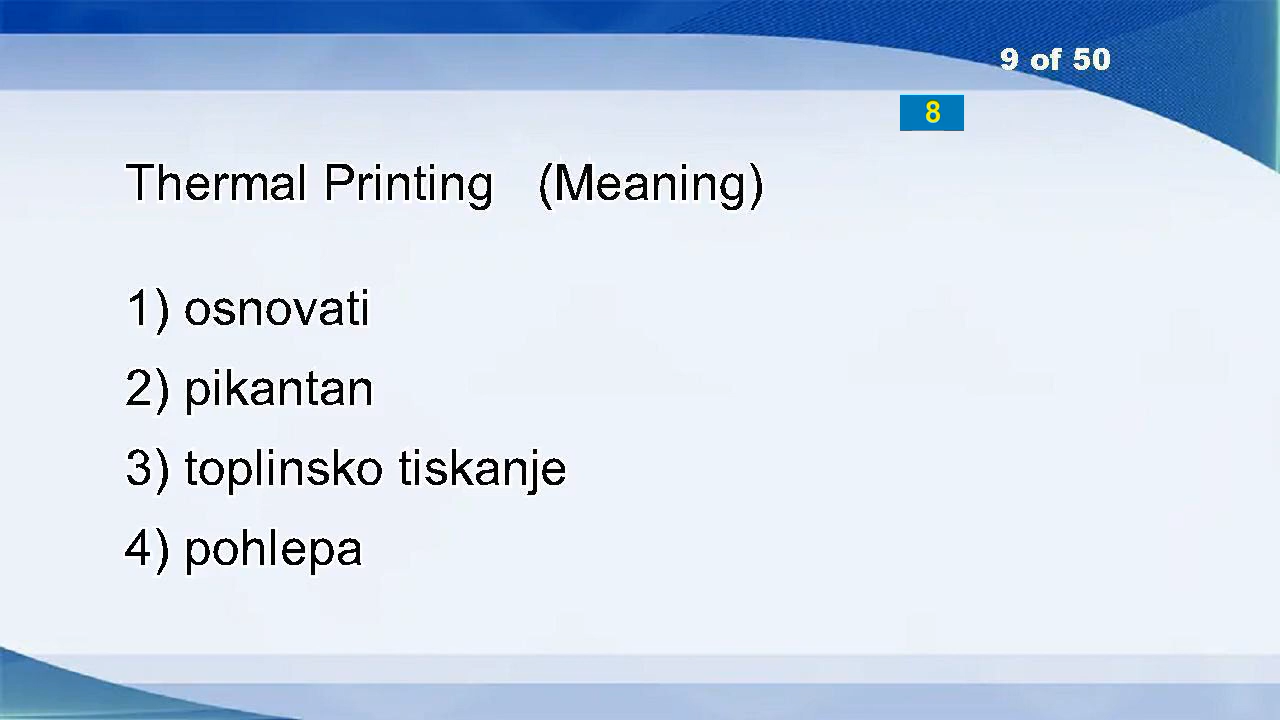 9 of 50
8
Thermal Printing (Meaning)
1) osnovati
2) pikantan
3) toplinsko tiskanje
4) pohlepa